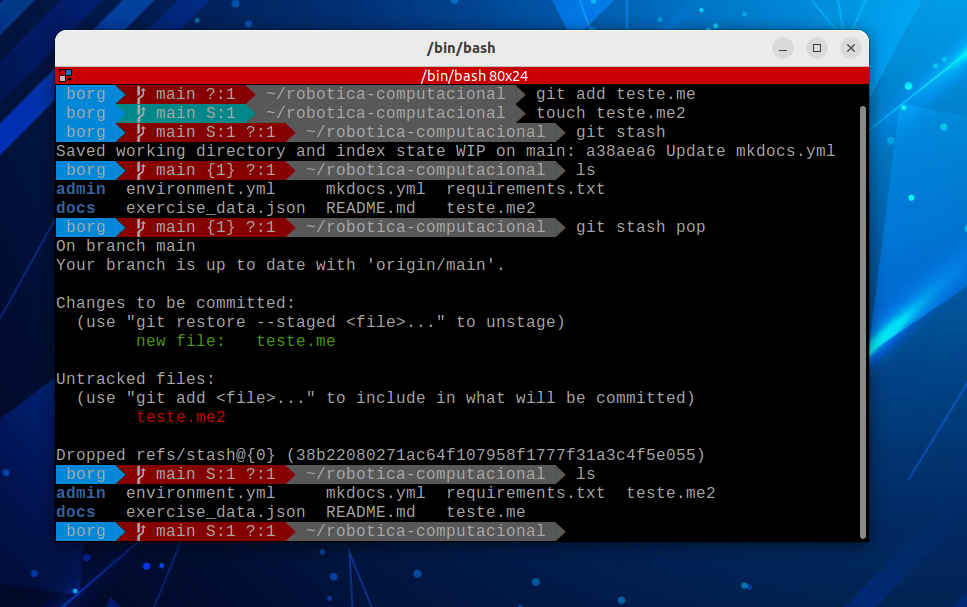 /bin/bash
/bin/bash 80x24
borg main ?:1 ~/robotica-computacional git add teste.me
borg main S:1 ~/robotica-computacional touch teste.me2
borg main S:1 ?:1 ~/robotica-computacional git stash
Saved working directory and index state WIP on main: a38aea6 Update mkdocs.yml
borg main {1} ?:1 ~/robotica-computacional ls
admin environment.yml mkdocs.yml requirements.txt
docs exercise_data.json README.md teste.me2
borg main {1} ?:1 ~/robotica-computacional git stash pop
On branch main
Your branch is up to date with 'origin/main'.
Changes to be committed:
(use "git restore --staged <file>..." to unstage)
new file: teste.me
Untracked files:
(use "git add <file>..." to include in what will be committed)
teste.me2
Dropped refs/stash@{0} (38b22080271ac64f107958f1777f31a3c4f5e055)
borg main S:1 ?:1 ~/robotica-computacional ls
admin environment.yml mkdocs.yml requirements.txt teste.me2
docs exercise_data.json README.md teste.me
borg main S:1 ?:1 ~/robotica-computacional